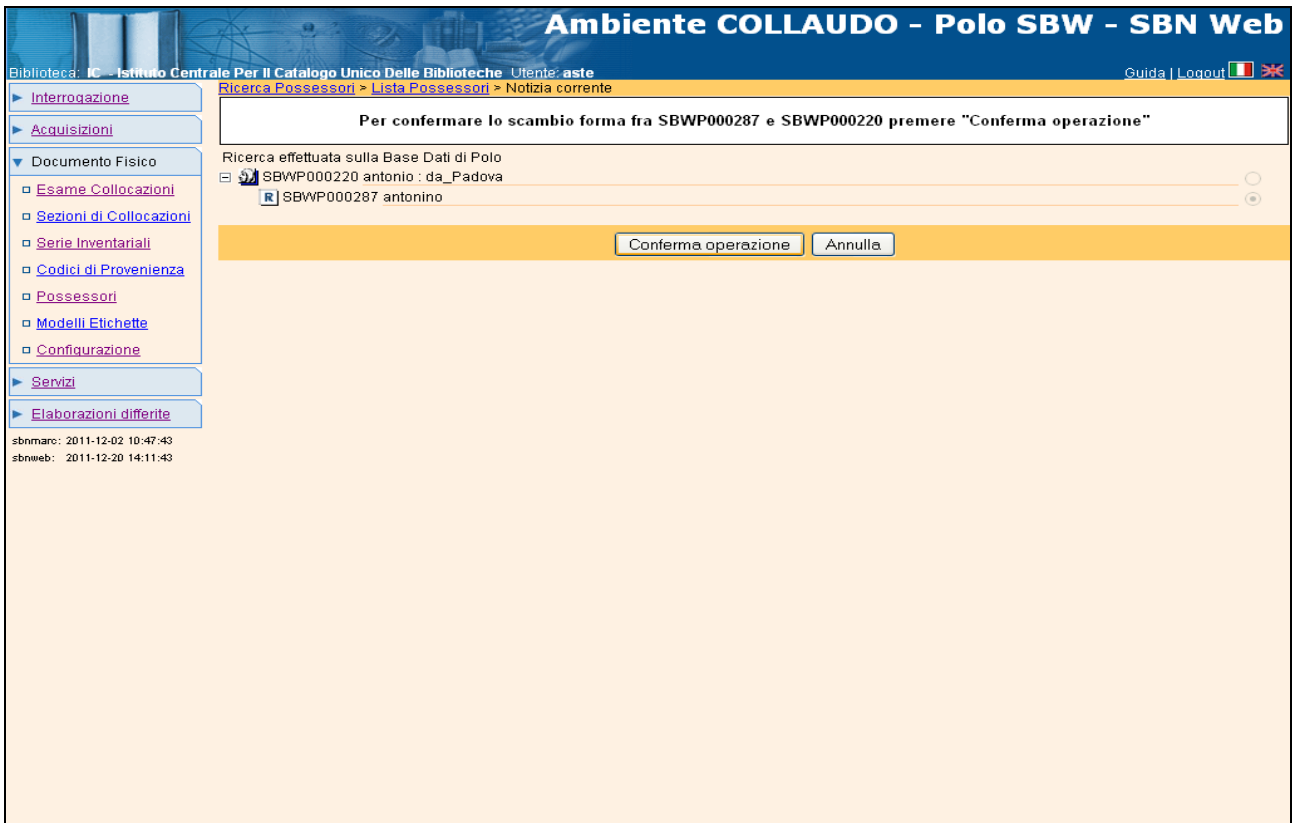 Ambiente COLLAUDO - Polo SBW - SBN Web
Biblioteca: IC - Istituto Centrale Per Il Catalogo Unico Delle Biblioteche Utente: aste
Guida | Logout
Ricerca Possessori > Lista Possessori > Notizia corrente
Interrogazione
Acquisizioni
Documento Fisico
Esame Collocazioni
Sezioni di Collocazioni
Serie Inventariali
Codici di Provenienza
Possessori
Modelli Etichette
Configurazione
Servizi
Elaborazioni differite
sbnmarc: 2011-12-02 10:47:43
sbnweb: 2011-12-20 14:11:43
Per confermare lo scambio forma fra SBWP000287 e SBWP000220 premere "Conferma operazione"
Ricerca effettuata sulla Base Dati di Polo
SBWP000220 antonio : da_Padova
R SBWP000287 antonino
Conferma operazione Annulla